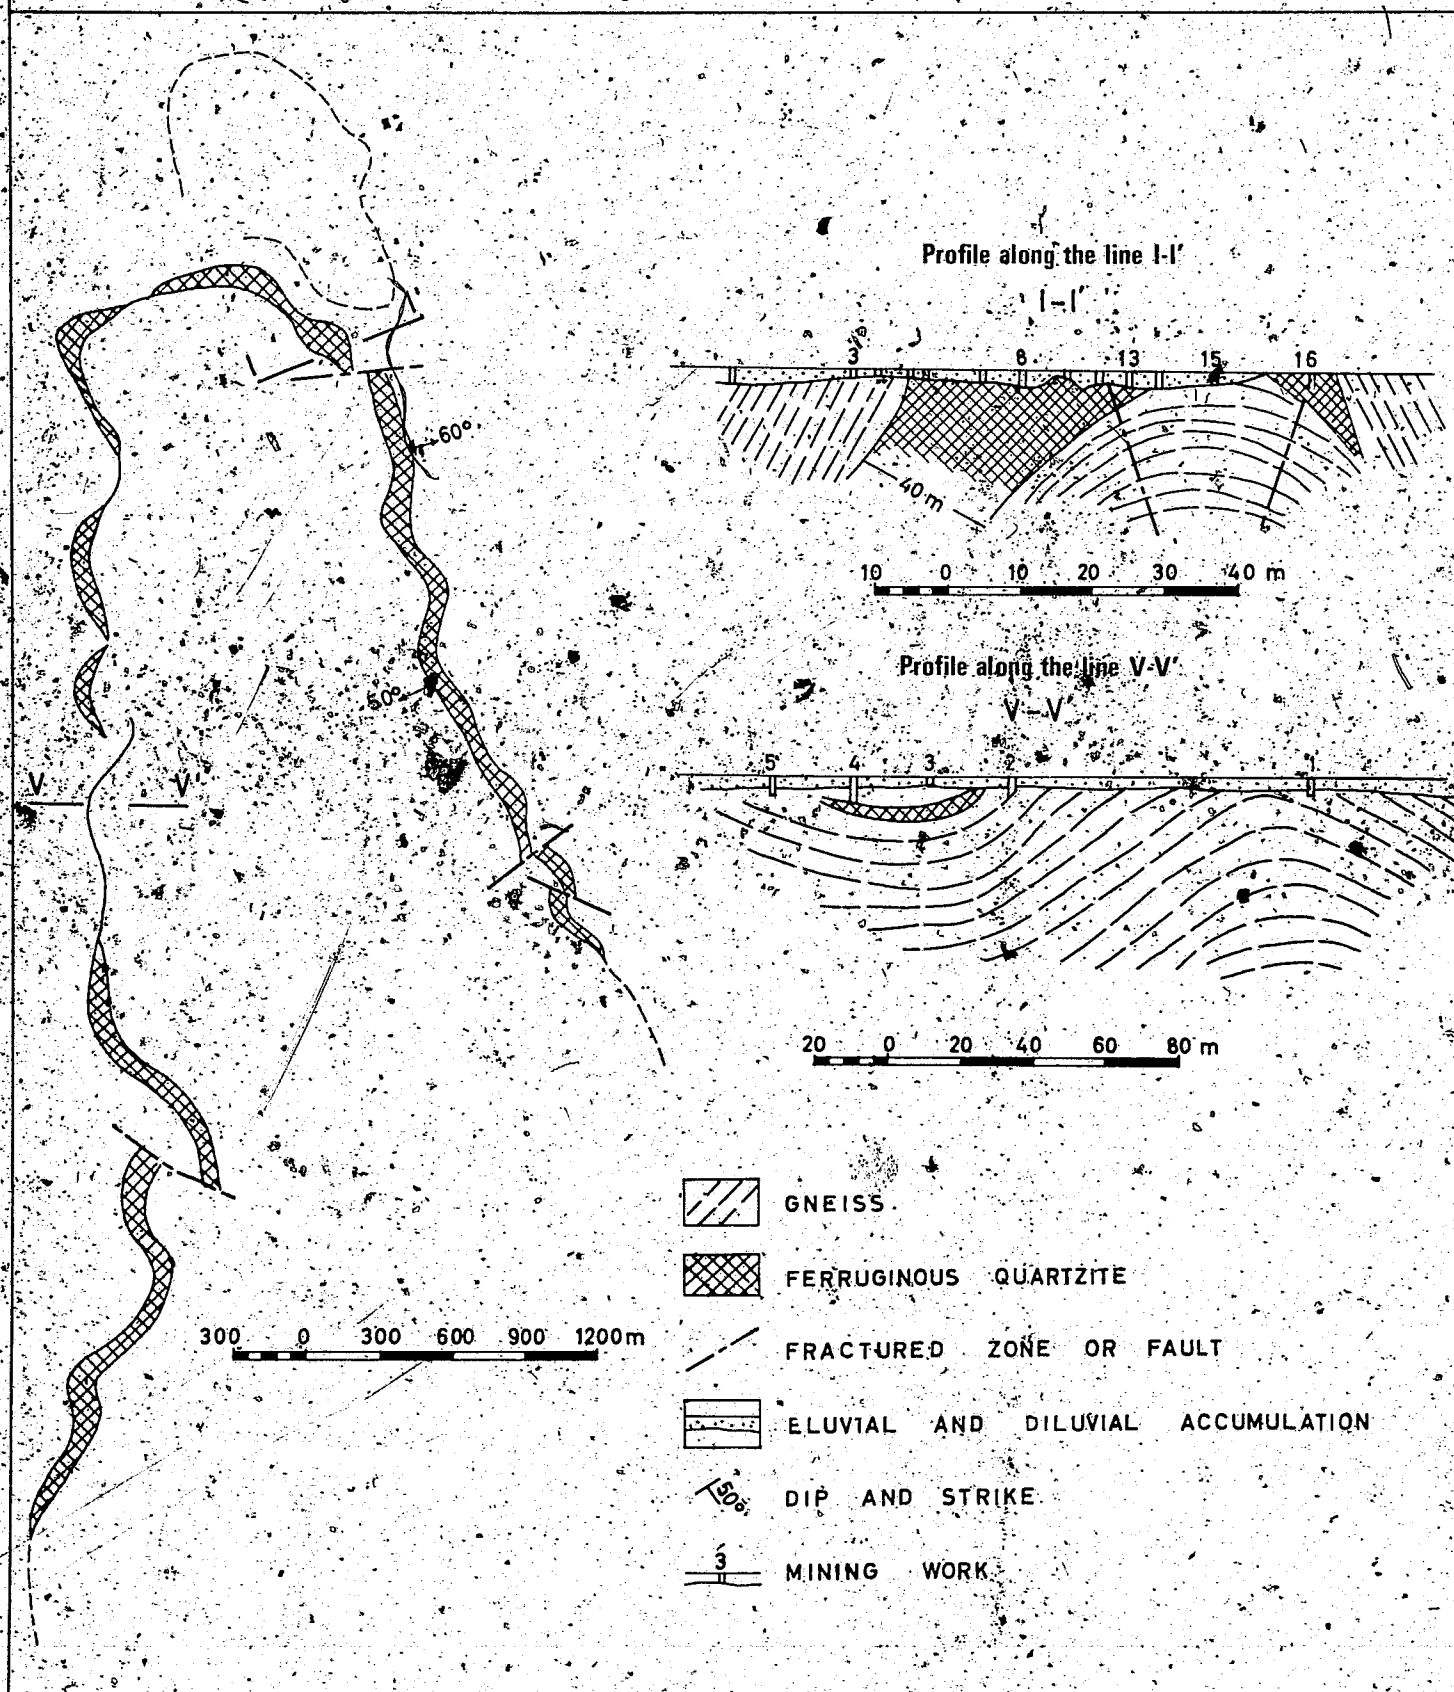 Profile along the line I-I'
I-I'
3 8 13 15 16
60°
40 m
10 0 10 20 30 40 m
50°
Profile along the line V-V'
V-V'
5 4 3 2 1
V V'
20 0 20 40 60 80 m
GNEISS
FERRUGINOUS QUARTZITE
300 0 300 600 900 1200m
FRACTURED ZONE OR FAULT
ELUVIAL AND DILUVIAL ACCUMULATION
50°
DIP AND STRIKE
3
MINING WORK